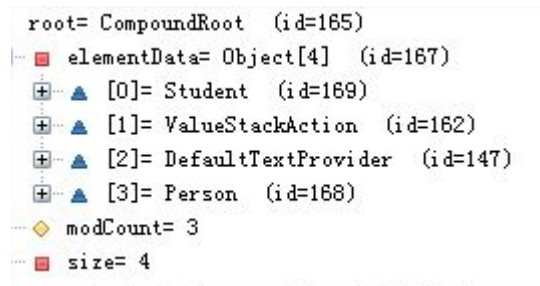 root= CompoundRoot (id=165)
elementData= Object[4] (id=167)
[0]= Student (id=169)
[1]= ValueStackAction (id=162)
[2]= DefaultTextProvider (id=147)
[3]= Person (id=168)
modCount= 3
size= 4